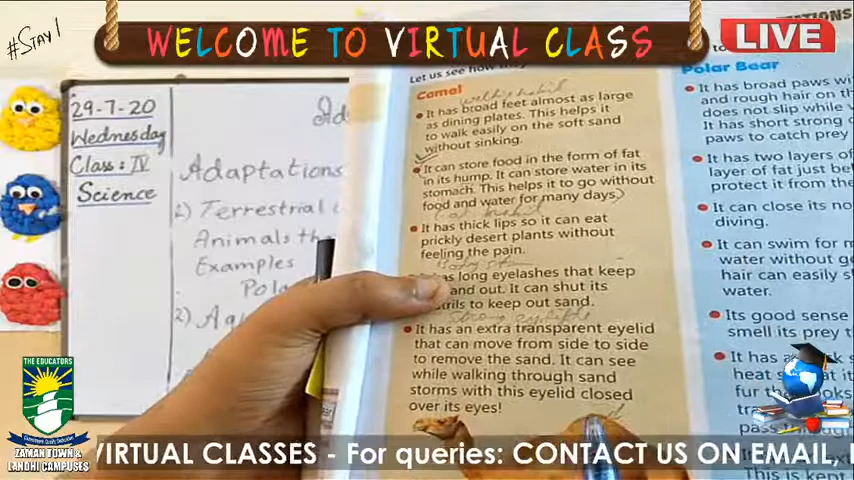 #STAY
WELCOME TO VIRTUAL CLASS
LIVE
29-7-20
Wednesday
Class: IV
Science
Ad
Adaptations
1) Terrestrial
Animals
Examples
2)
Let us see how
Camel
It has broad feet almost as large
as dining plates. This helps it
to walk easily on the soft sand
without sinking.
It can store food in the form of fat
in its hump. It can store water in its
stomach. This helps it to go without
food and water for many days
It has thick lips so it can eat
prickly desert plants without
feeling the pain.
long eyelashes that keep
and out. It can shut its
to keep out sand.
It has an extra transparent eyelid
that can move from side to side
to remove the sand. It can see
while walking through sand
storms with this eyelid closed
over its eyes!
Polar Bear
It has broad paws
and rough hair on
does not slip while
It has short strong
paws to catch prey
It has two layers of
layer of fat just
protect it from the
It can close its
diving.
It can swim for
water without
hair can easily
water.
Its good sense
smell its prey
It has
heat
fur
This is kept
THE EDUCATORS
ZAMAN TOWN &
LANDHI CAMPUSES
VIRTUAL CLASSES - For queries: CONTACT US ON EMAIL,